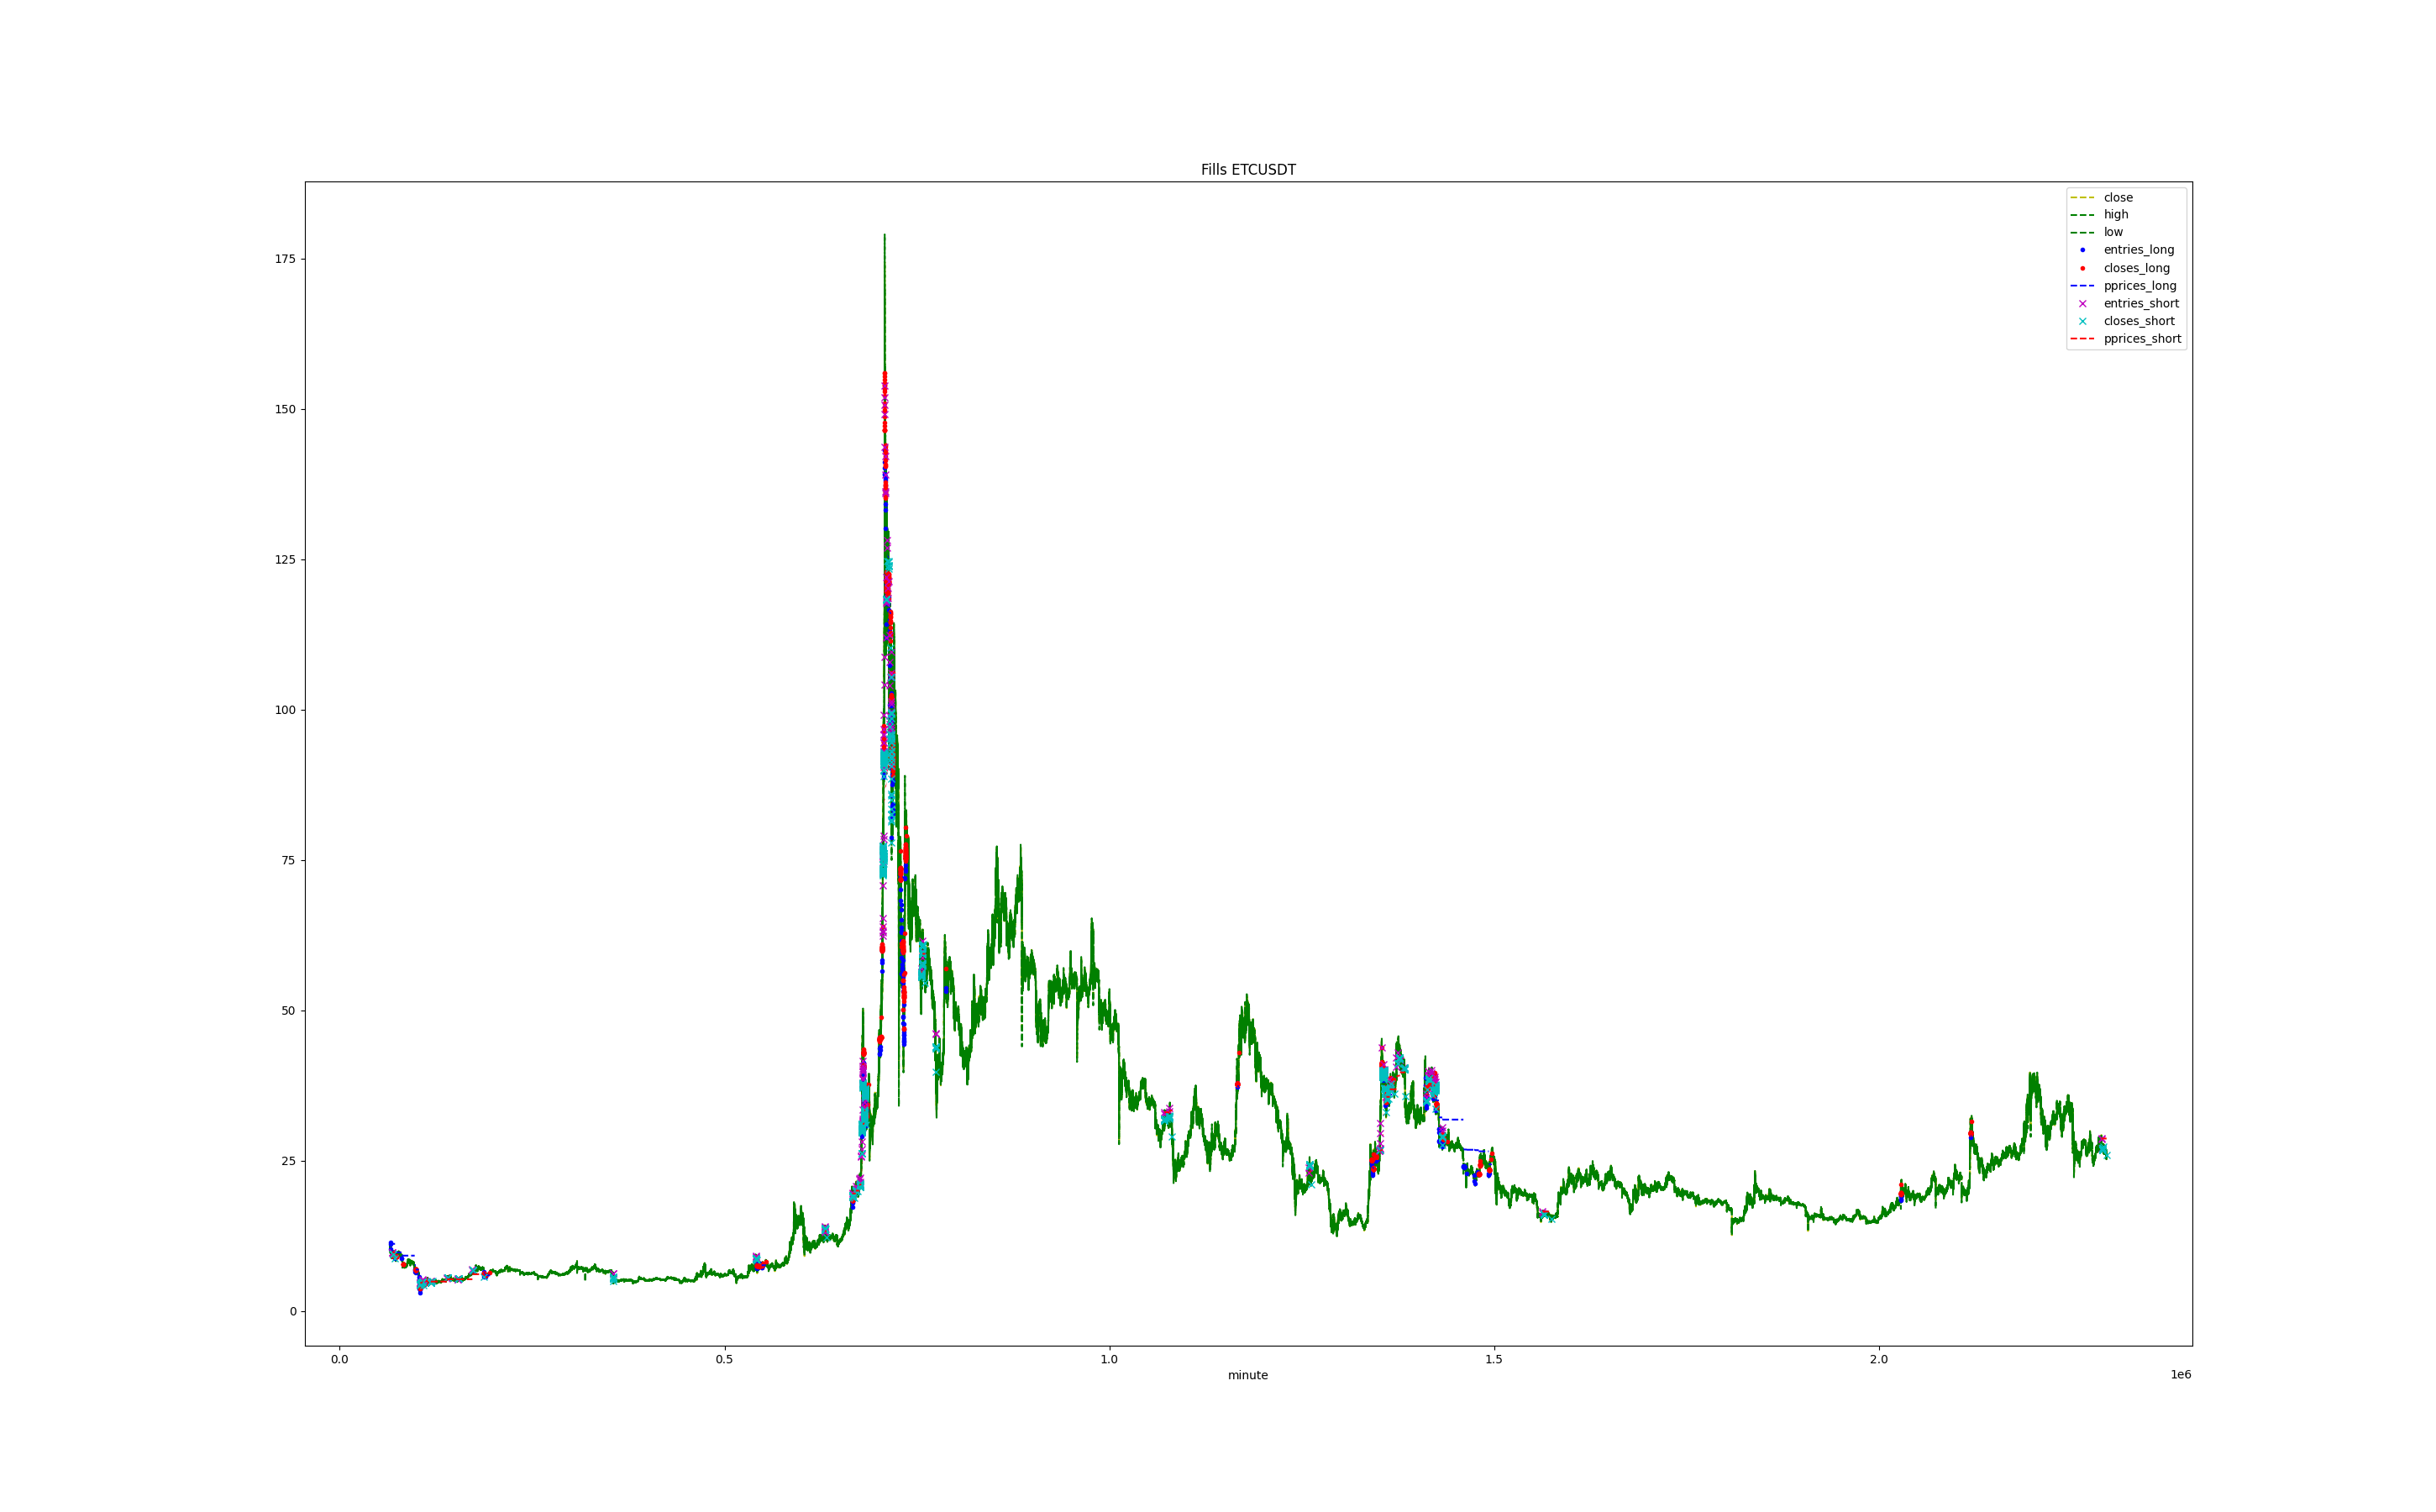 Fills ETCUSDT
close
high
low
entries_long
closes_long
pprices_long
entries_short
closes_short
pprices_short
175
150
125
100
75
50
25
0
0.0 0.5 1.0 1.5 2.0
1e6
minute